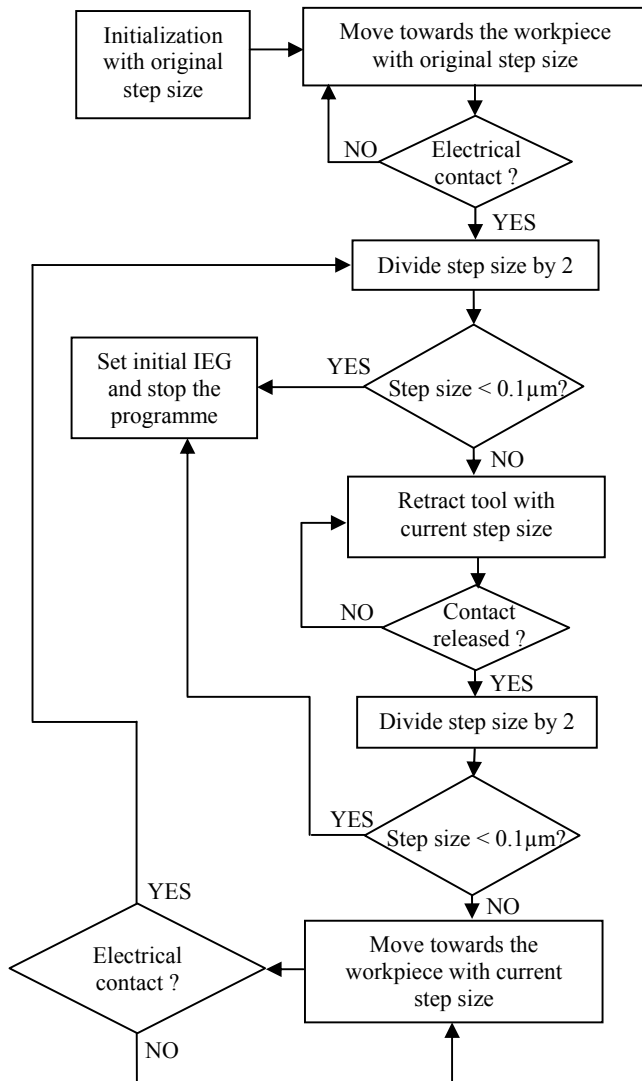 Initialization
with original
step size
Move towards the workpiece
with original step size
NO
Electrical
contact ?
YES
Divide step size by 2
Set initial IEG
and stop the
programme
YES
Step size < 0.1µm?
NO
Retract tool with
current step size
NO
Contact
released ?
YES
Divide step size by 2
YES
Step size < 0.1µm?
NO
YES
Electrical
contact ?
NO
Move towards the
workpiece with current
step size